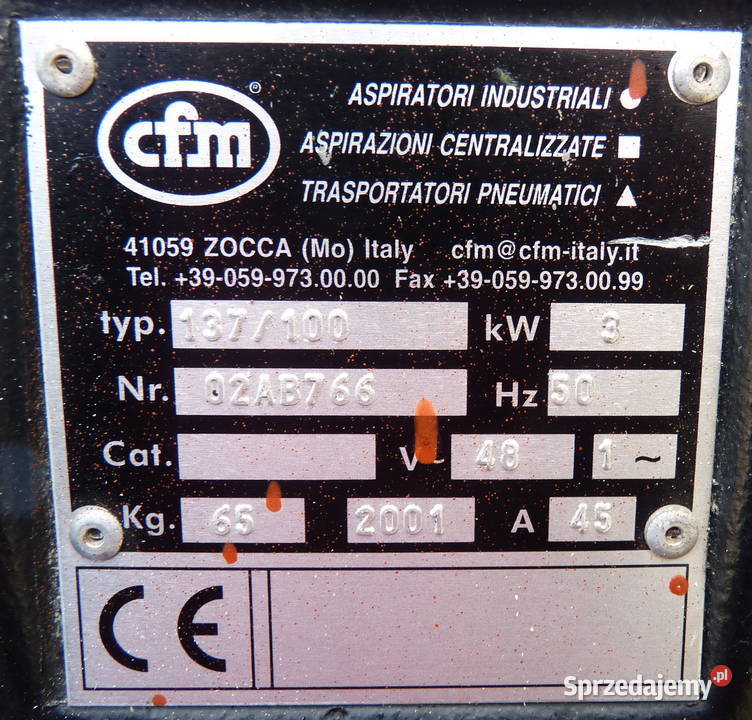 cfm ®
ASPIRATORI INDUSTRIALI
ASPIRAZIONI CENTRALIZZATE
TRASPORTATORI PNEUMATICI
41059 ZOCCA (Mo) Italy cfm@cfm-italy.it
Tel. +39-059-973.00.00 Fax +39-059-973.00.99
typ. 137/100 kW 3
Nr. 02AB766 Hz 50
Cat. V~ 48 1 ~
Kg. 65 2001 A 45
CE
Sprzedajemy.pl